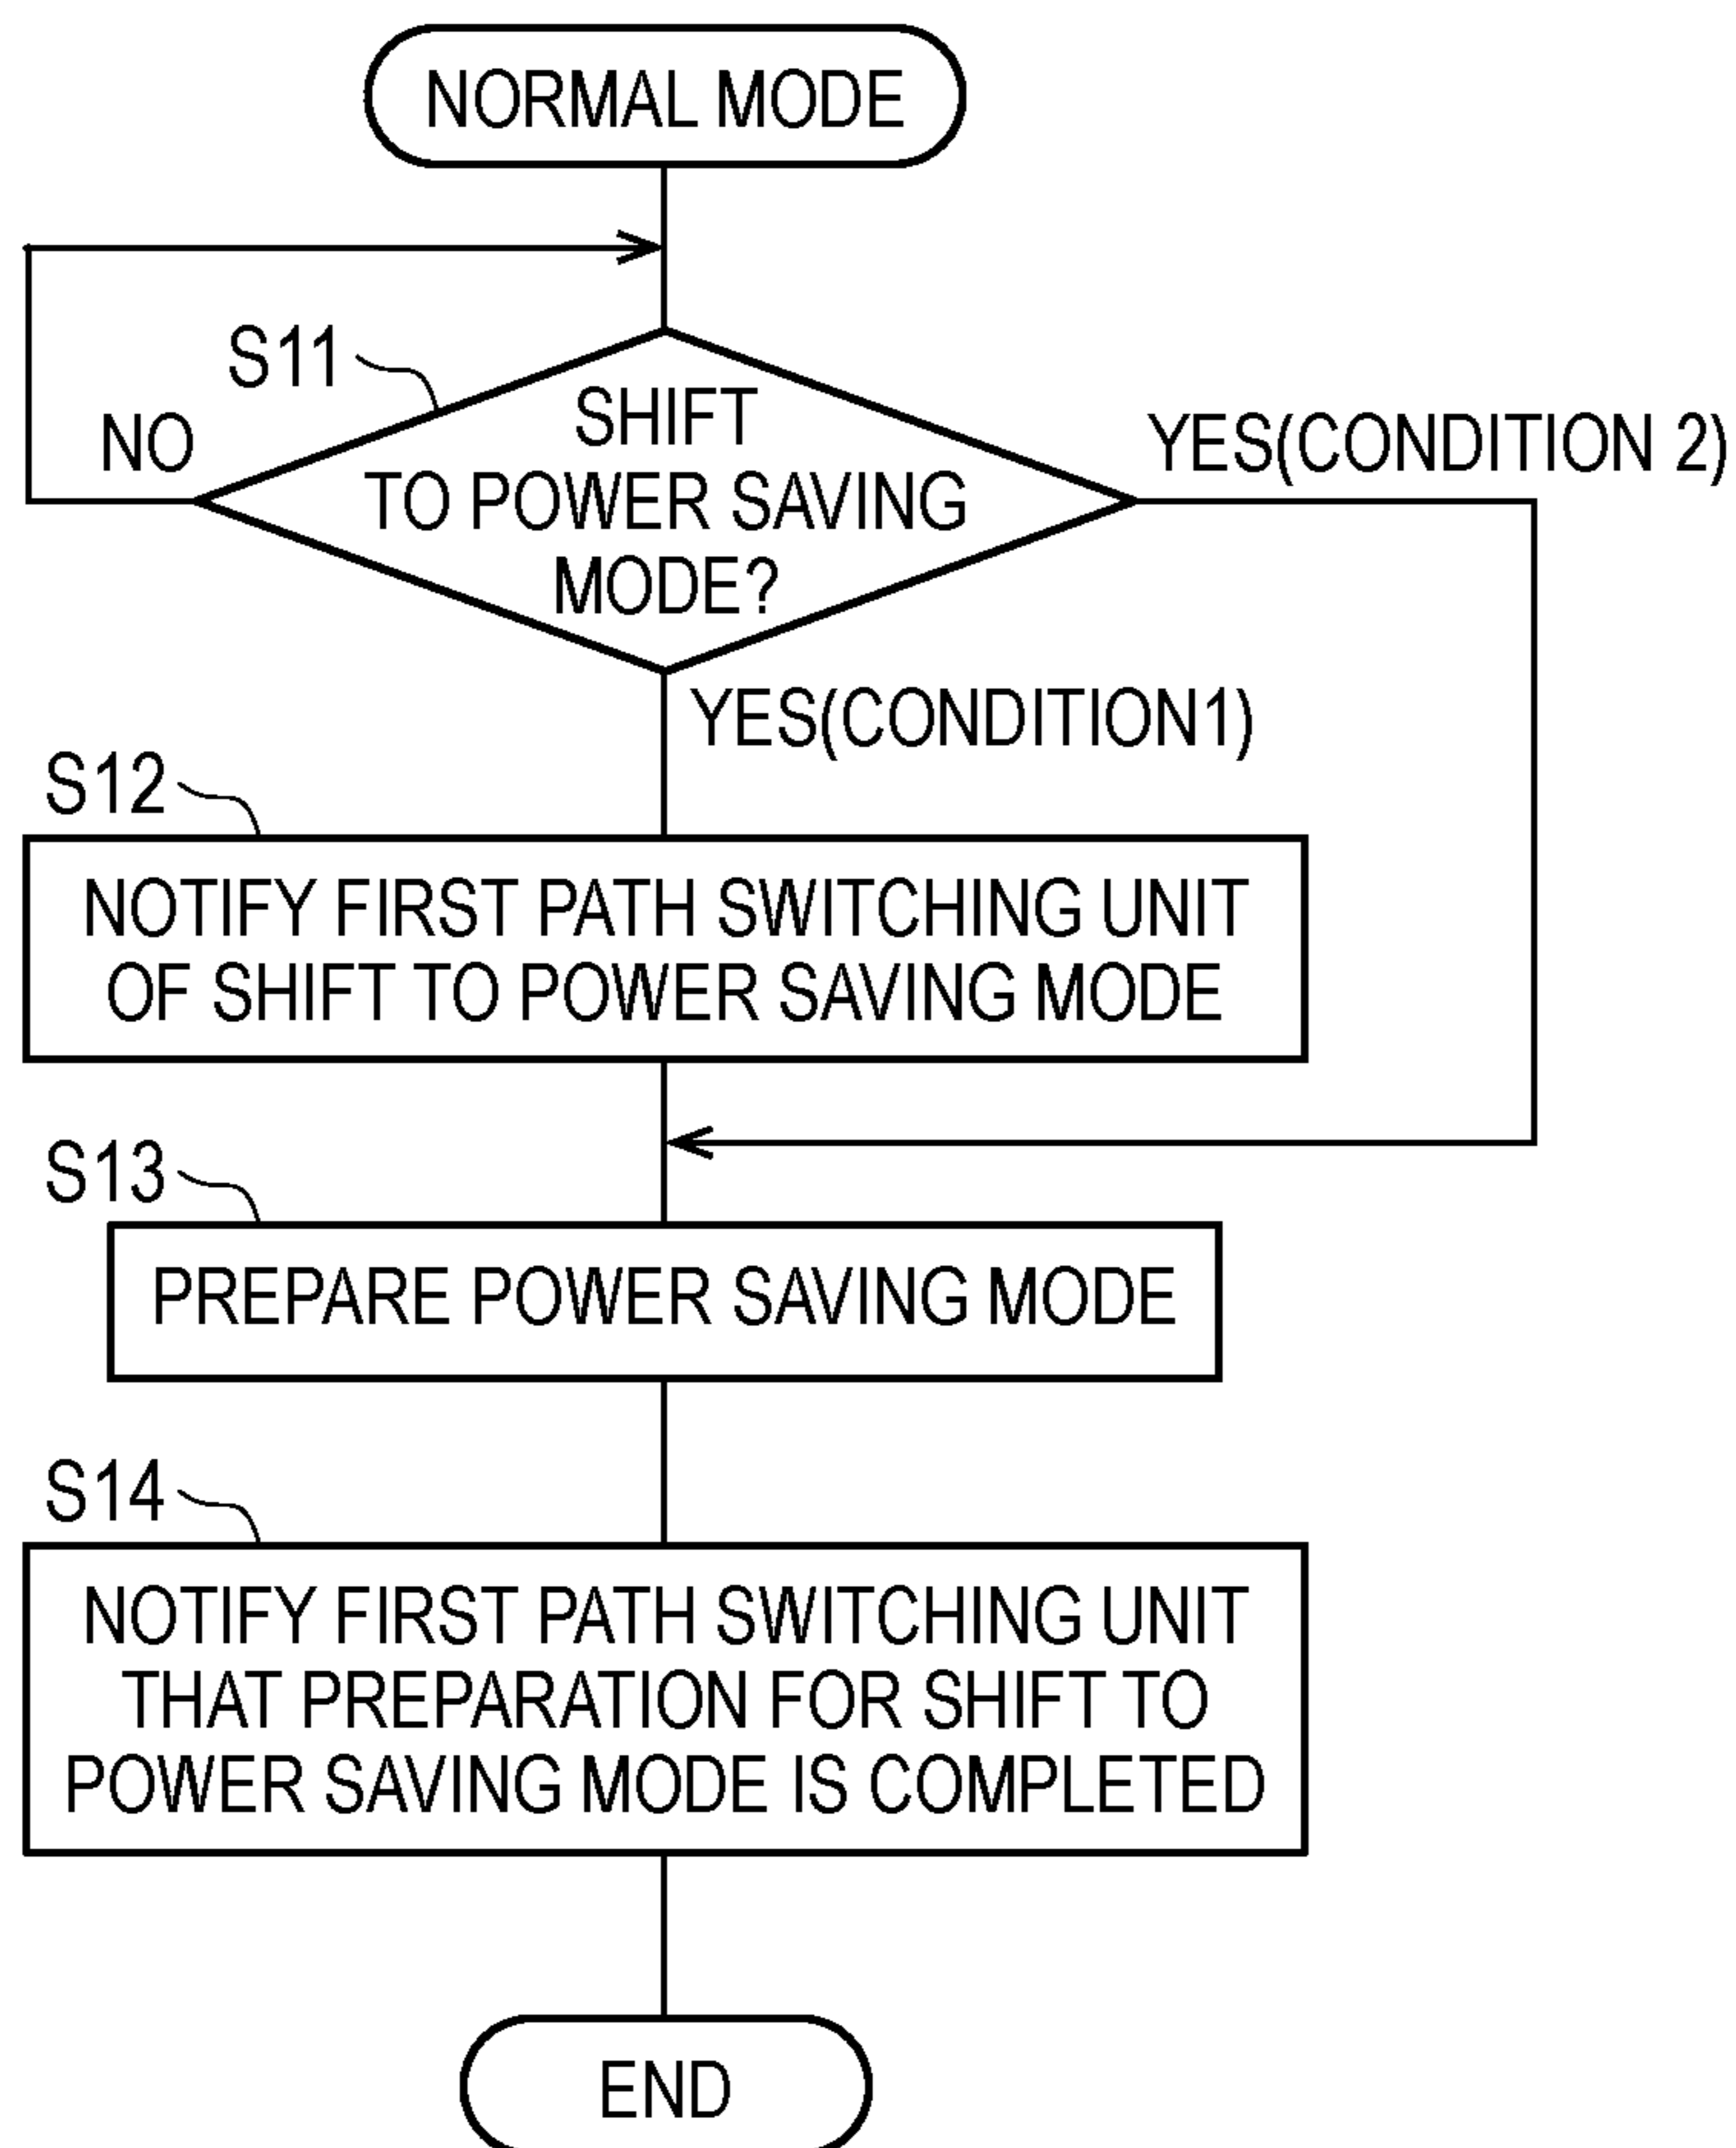 NORMAL MODE
S11
NO
SHIFT
TO POWER SAVING
MODE?
YES(CONDITION 2)
YES(CONDITION1)
S12
NOTIFY FIRST PATH SWITCHING UNIT
OF SHIFT TO POWER SAVING MODE
S13
PREPARE POWER SAVING MODE
S14
NOTIFY FIRST PATH SWITCHING UNIT
THAT PREPARATION FOR SHIFT TO
POWER SAVING MODE IS COMPLETED
END